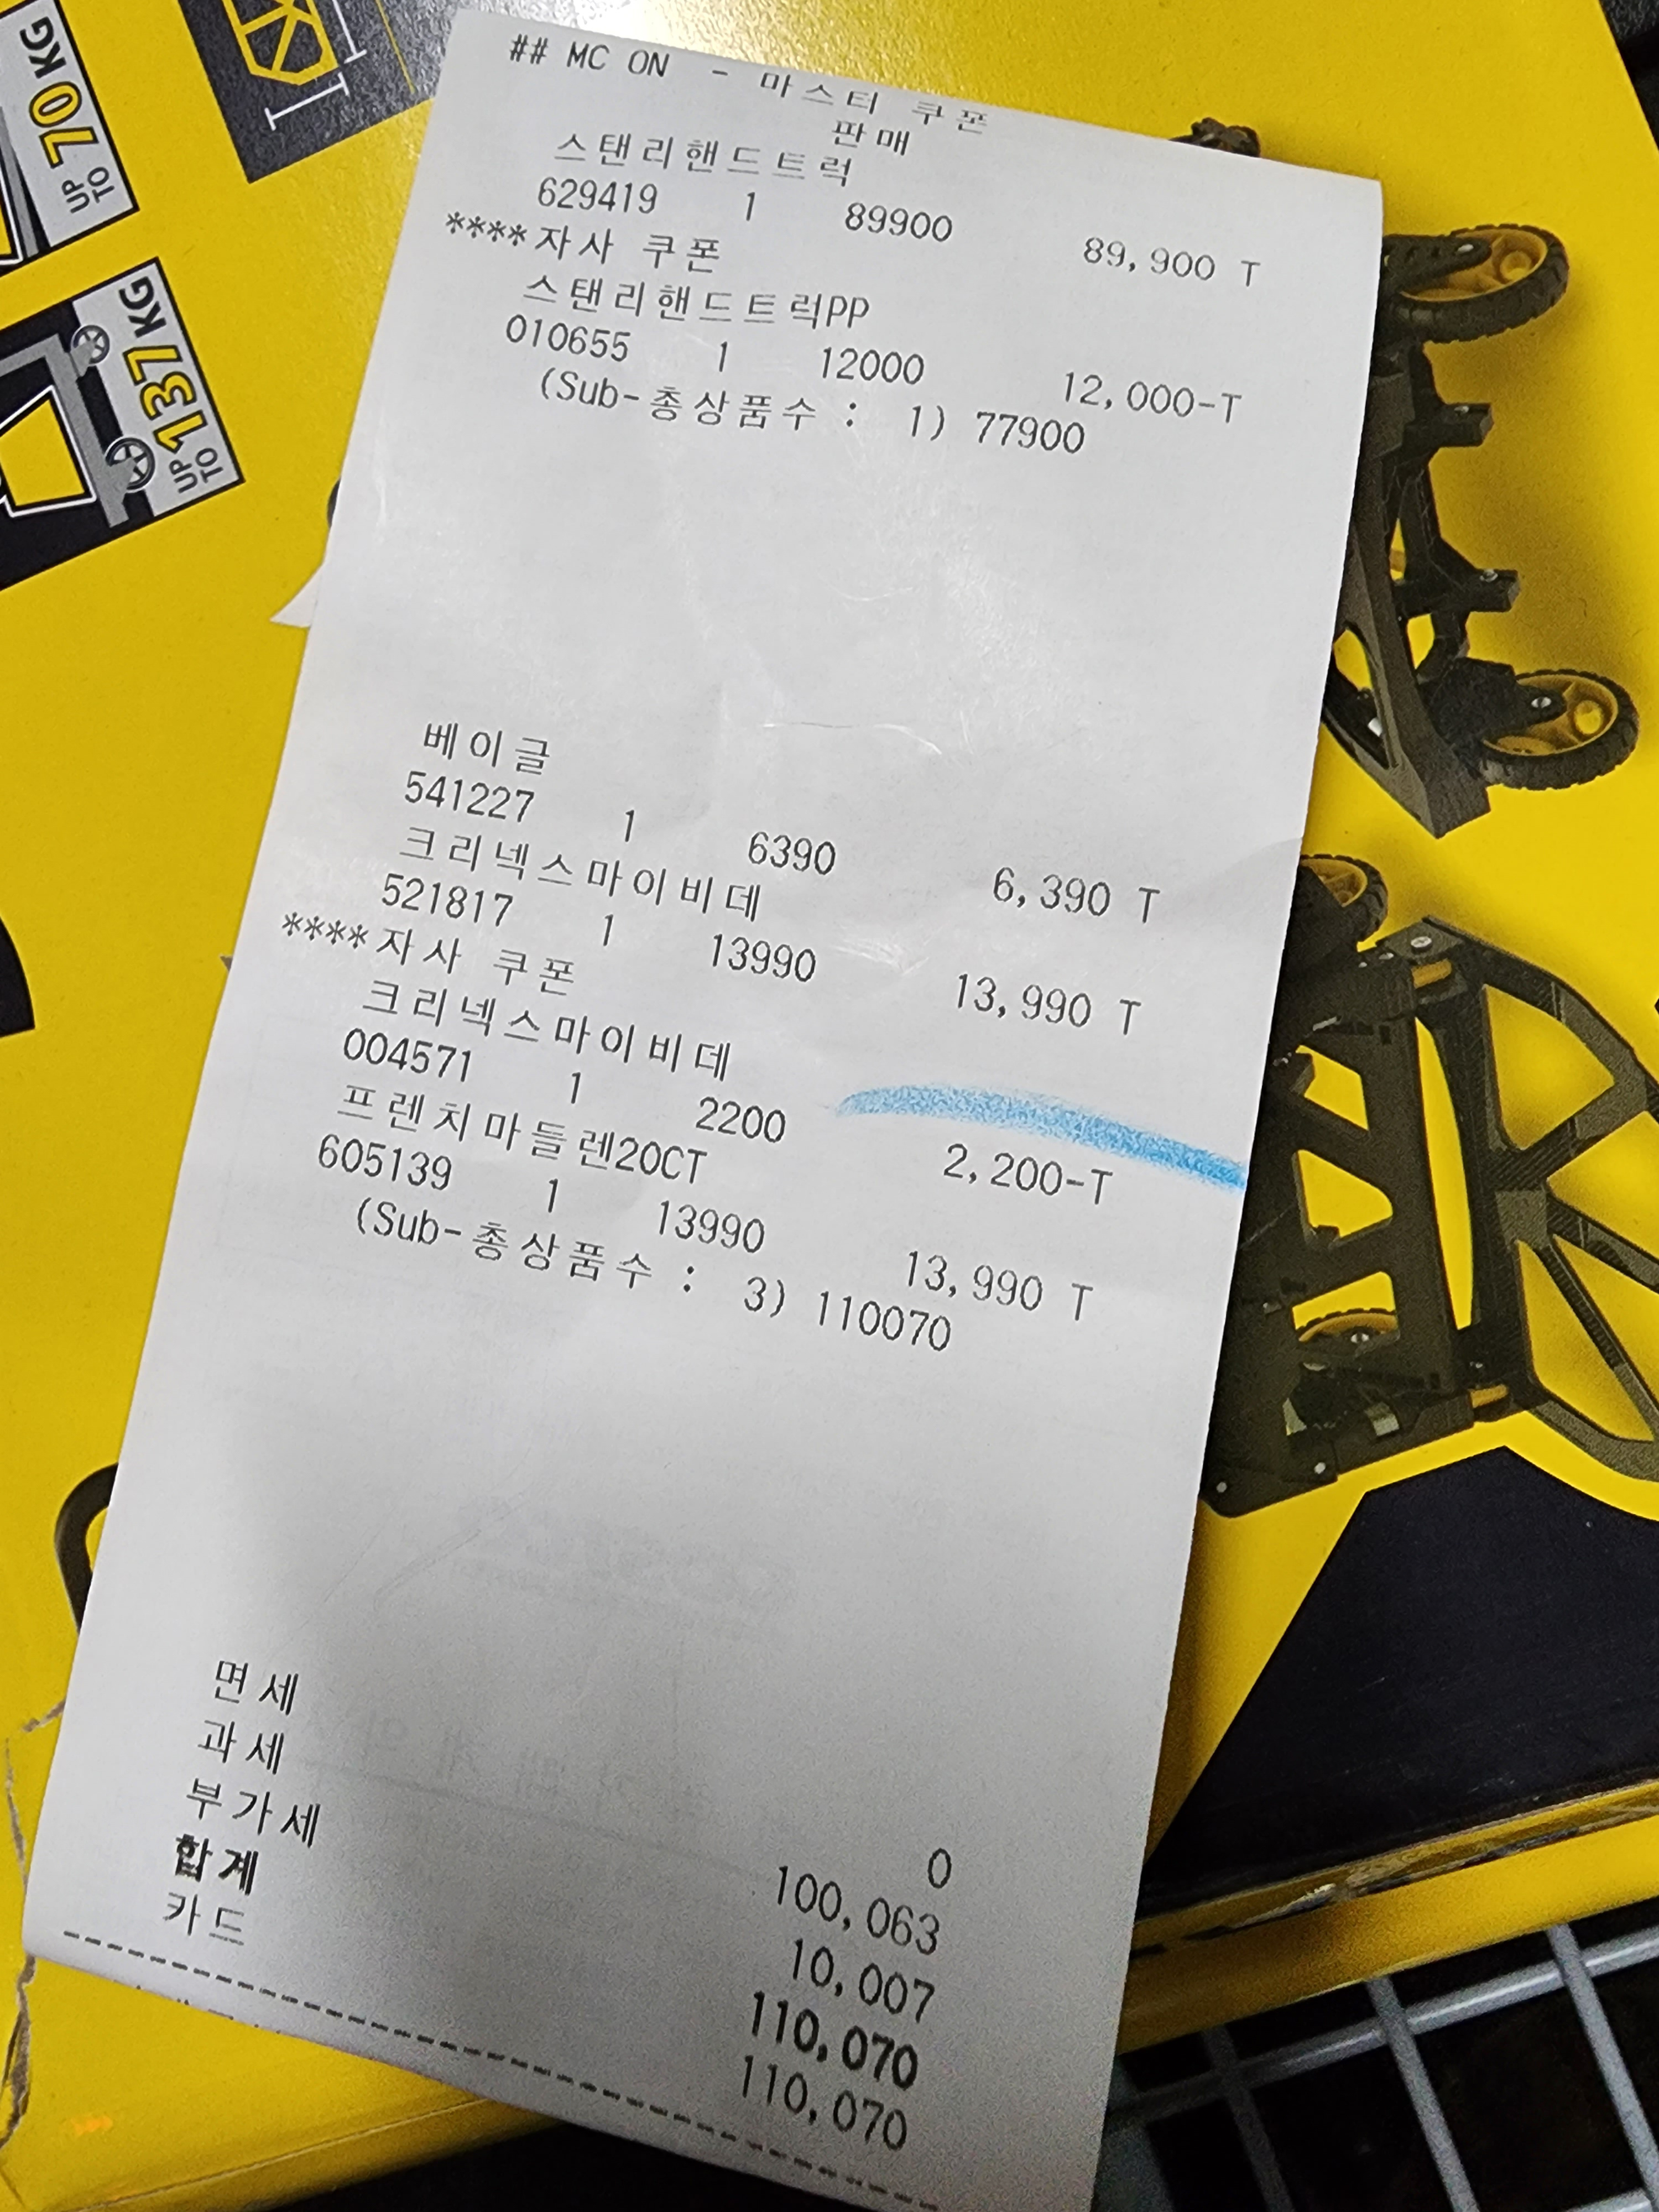 ## MC ON - 마스터 쿠폰
판매
스탠리핸드트럭
629419 1 89900 89,900 T
****자사 쿠폰
스탠리핸드트럭PP
010655 1 12000 12,000-T
(Sub-총상품수 : 1) 77900
베이글
541227 1 6390 6,390 T
크리넥스마이비데
521817 1 13990 13,990 T
****자사 쿠폰
크리넥스마이비데
004571 1 2200 2,200-T
프렌치마들렌20CT
605139 1 13990 13,990 T
(Sub-총상품수 : 3) 110070
면세 0
과세 100,063
부가세 10,007
합계 110,070
카드 110,070
UP TO 70 KG
UP TO 137 KG